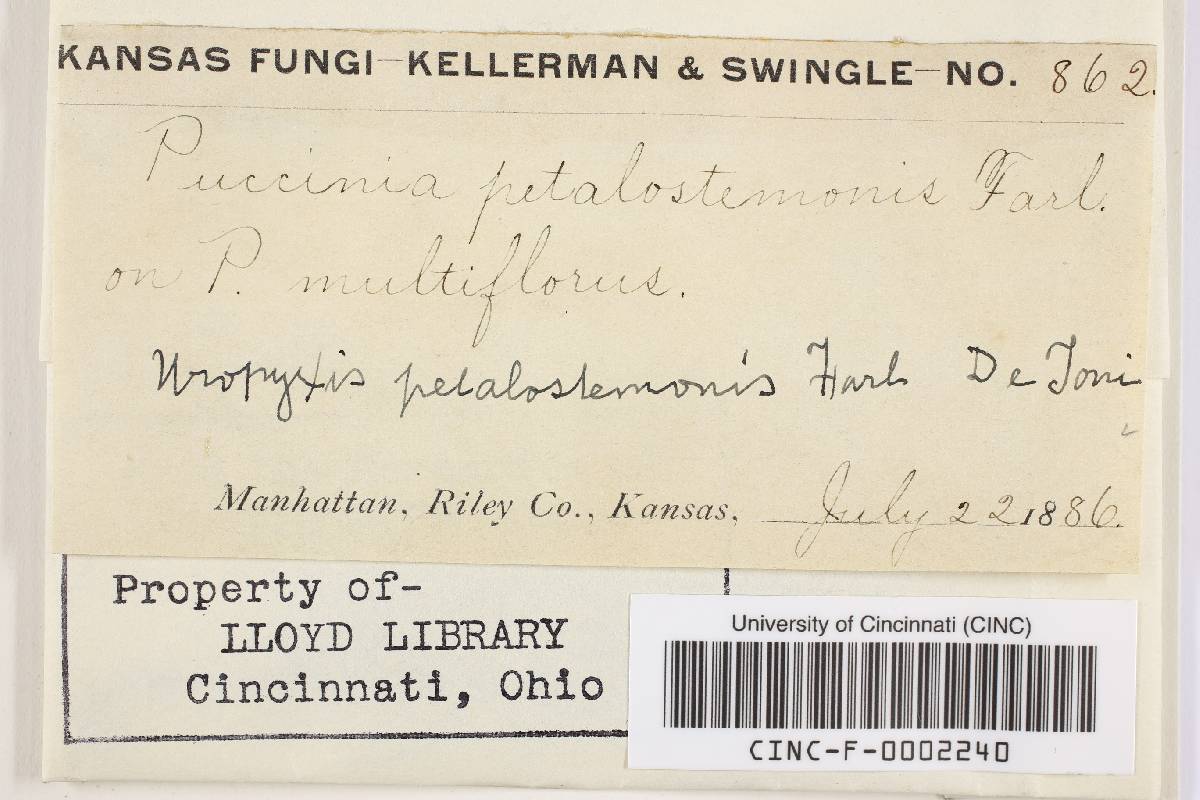 KANSAS FUNGI—KELLERMAN & SWINGLE—NO. 862.
Puccinia petalostemonis Farl.
on P. multiflorus.
Uropyxis petalostemonis Farl De Toni
Manhattan, Riley Co., Kansas, July 22 1886.
Property of-
LLOYD LIBRARY
Cincinnati, Ohio
University of Cincinnati (CINC)
CINC-F-0002240